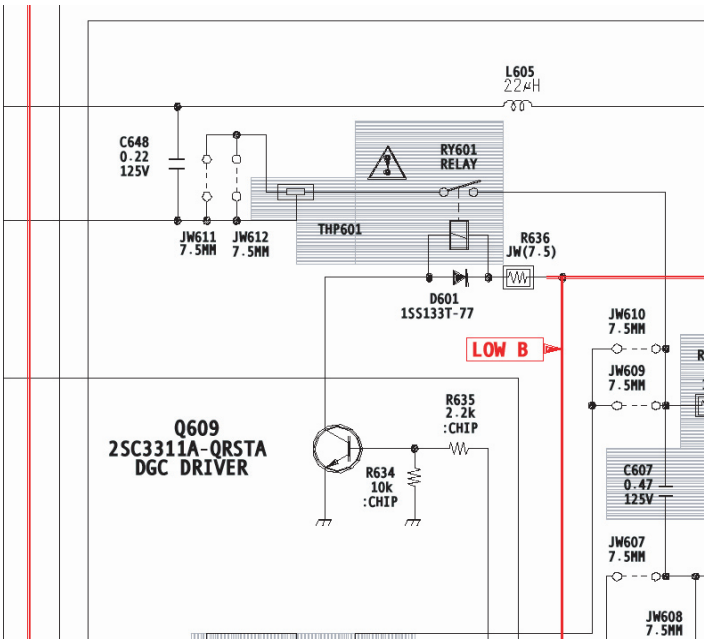 L605
22µH
C648
0.22
125V
RY601
RELAY
THP601
JW611
7.5MM
JW612
7.5MM
R636
JW(7.5)
D601
1SS133T-77
JW610
7.5MM
R
LOW B
JW609
7.5MM
R635
2.2k
:CHIP
Q609
2SC3311A-QRSTA
DGC DRIVER
R634
10k
:CHIP
C607
0.47
125V
JW607
7.5MM
JW608
7.5MM